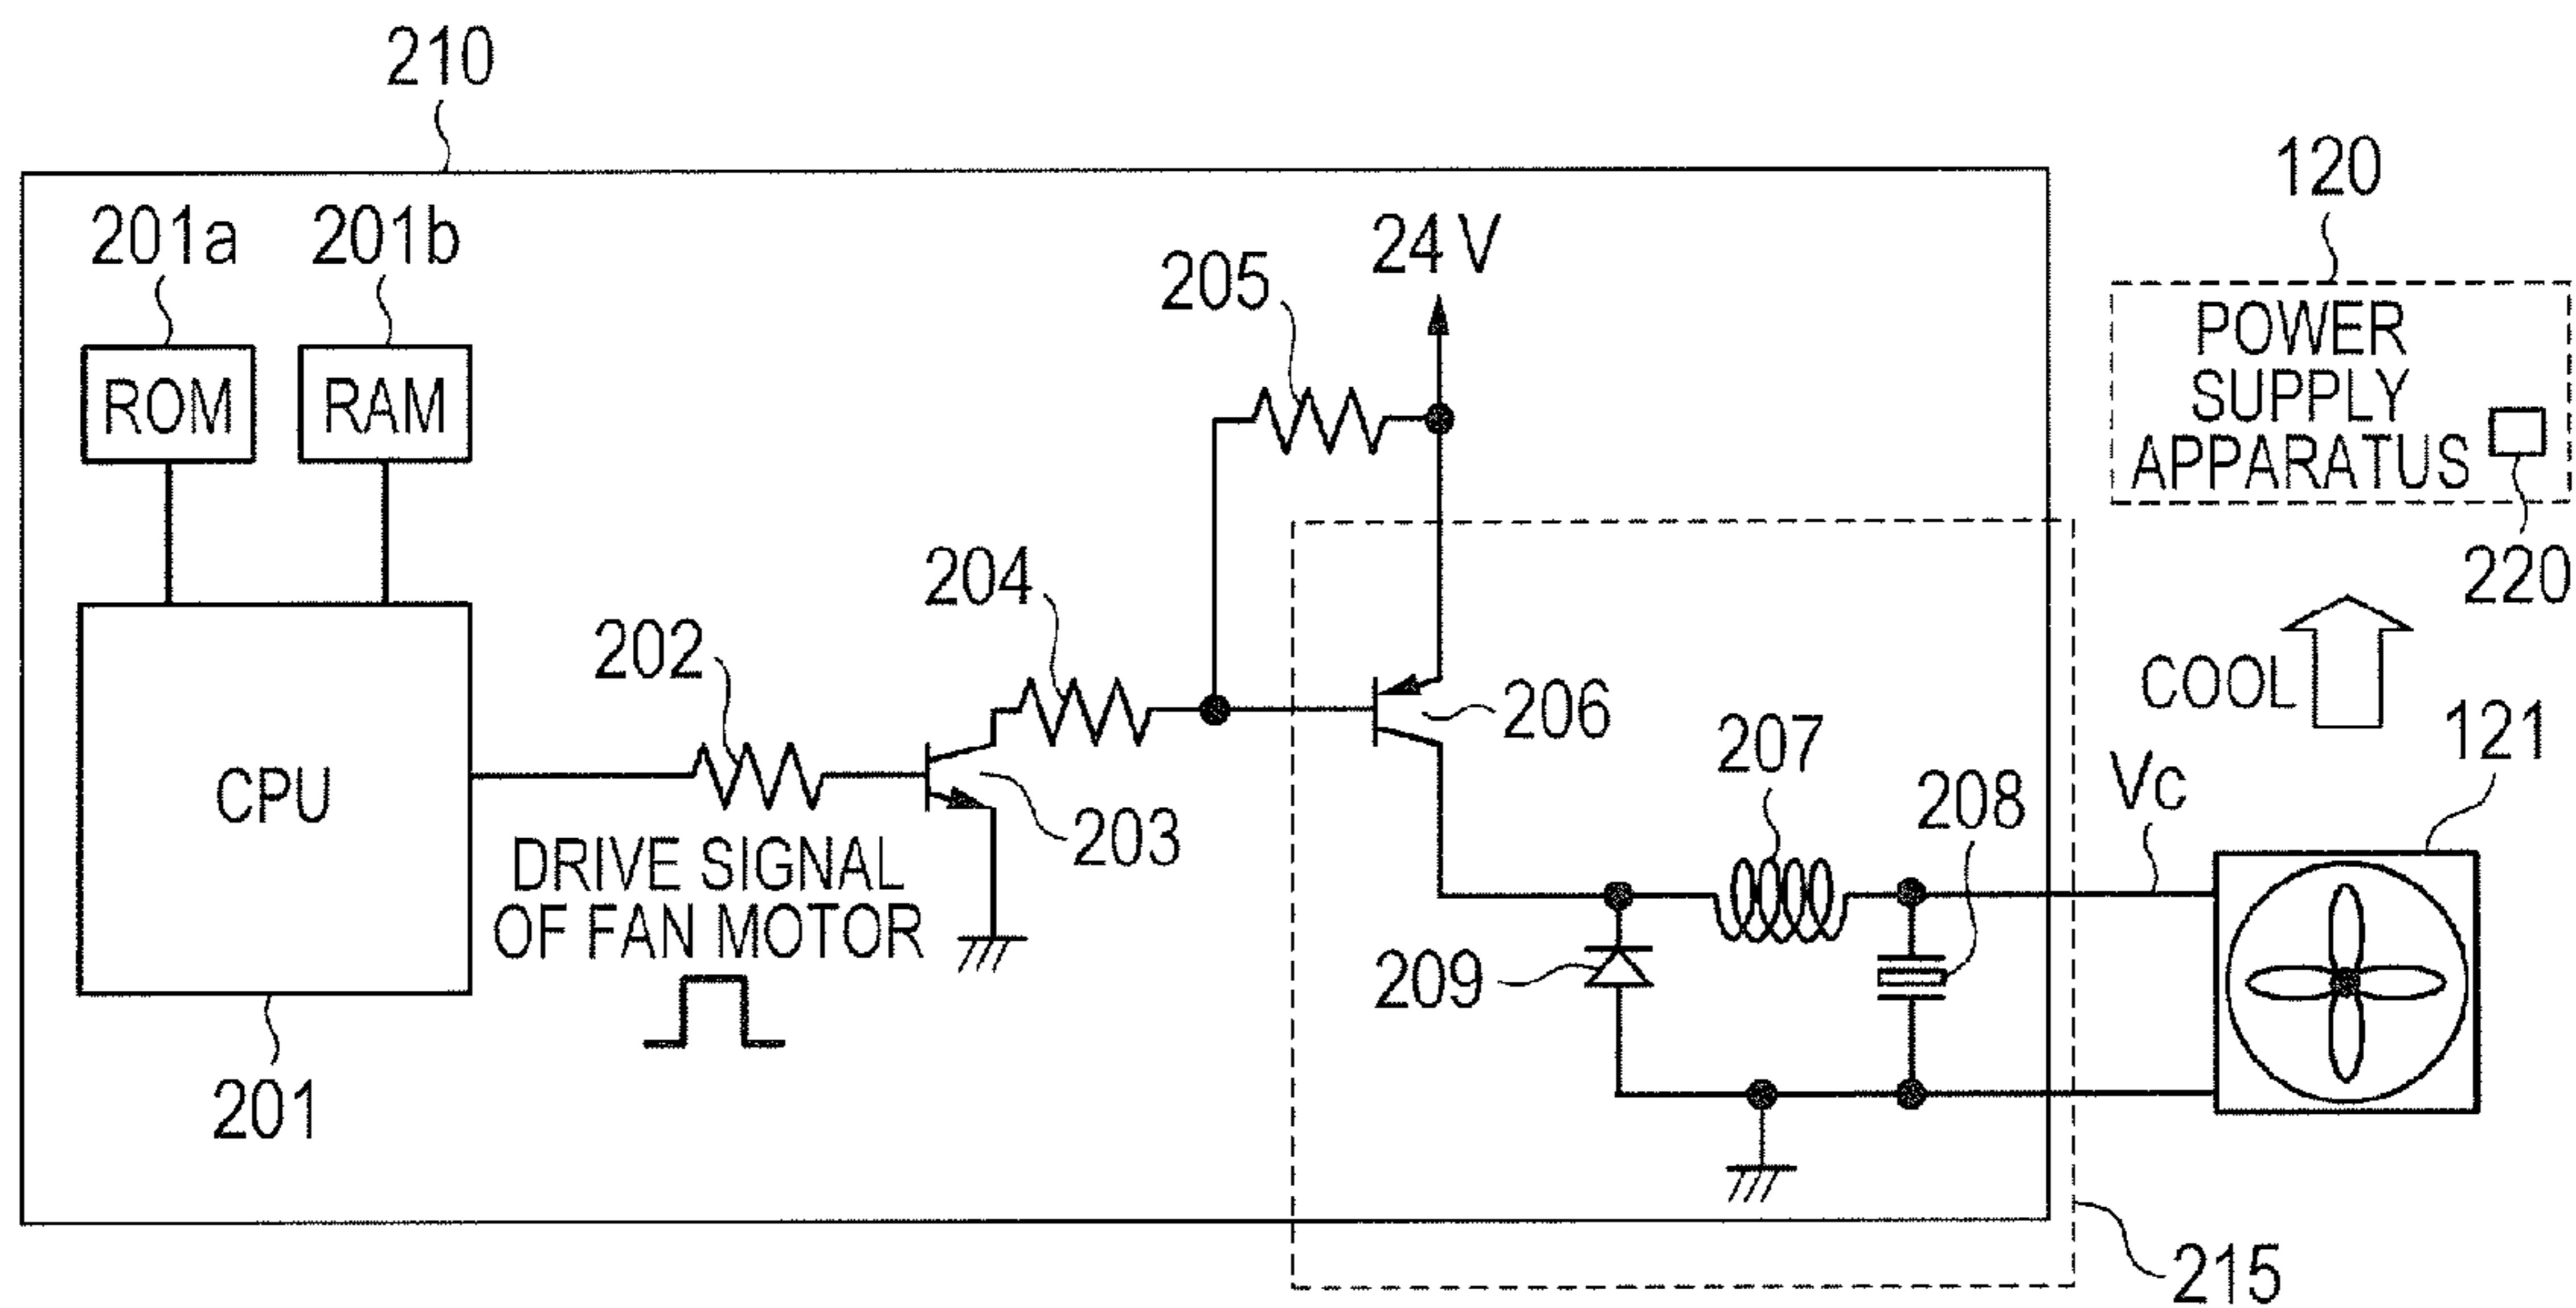 210
120
201a
201b
24 V
205
POWER
SUPPLY
APPARATUS
ROM
RAM
220
204
202
COOL
206
207
121
Vc
208
CPU
203
DRIVE SIGNAL
OF FAN MOTOR
209
201
215